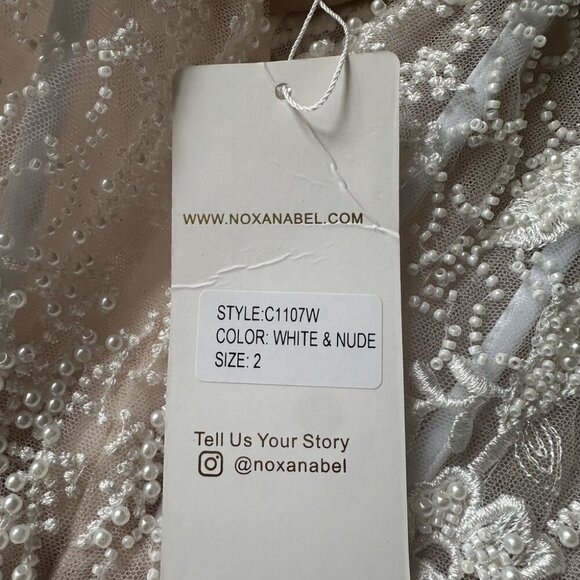 WWW.NOXANABEL.COM
STYLE:C1107W
COLOR: WHITE & NUDE
SIZE: 2
Tell Us Your Story
@noxanabel